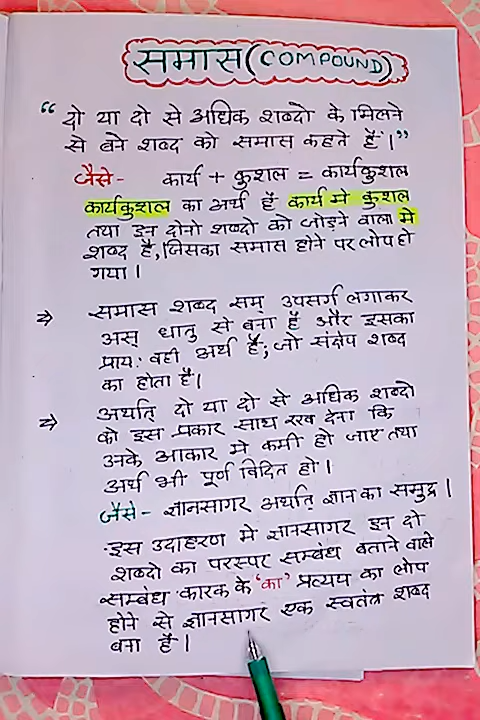 समास (COMPOUND)
“ दो या दो से अधिक शब्दो के मिलने
से बने शब्द को समास कहते हैं।”
जैसे- कार्य + कुशल = कार्यकुशल
कार्यकुशल का अर्थ हैं कार्य मे कुशल
तथा इन दोनो शब्दो को जोड़ने वाला मे
शब्द है, जिसका समास होने पर लोप हो
गया।
⇒ समास शब्द सम् उपसर्ग लगाकर
अस् धातु से बना है और इसका
प्राय: वही अर्थ है; जो संक्षेप शब्द
का होता है।
⇒ अर्थात् दो या दो से अधिक शब्दो
को इस प्रकार साथ रख देना कि
उनके आकार मे कमी हो जाए तथा
अर्थ भी पूर्ण विदित हो।
जैसे- ज्ञानसागर अर्थात् ज्ञान का समुद्र।
इस उदाहरण मे ज्ञानसागर इन दो
शब्दो का परस्पर सम्बंध बताने वाले
सम्बंध कारक के ‘का’ प्रत्यय का लोप
होने से ज्ञानसागर एक स्वतंत्र शब्द
बना है।